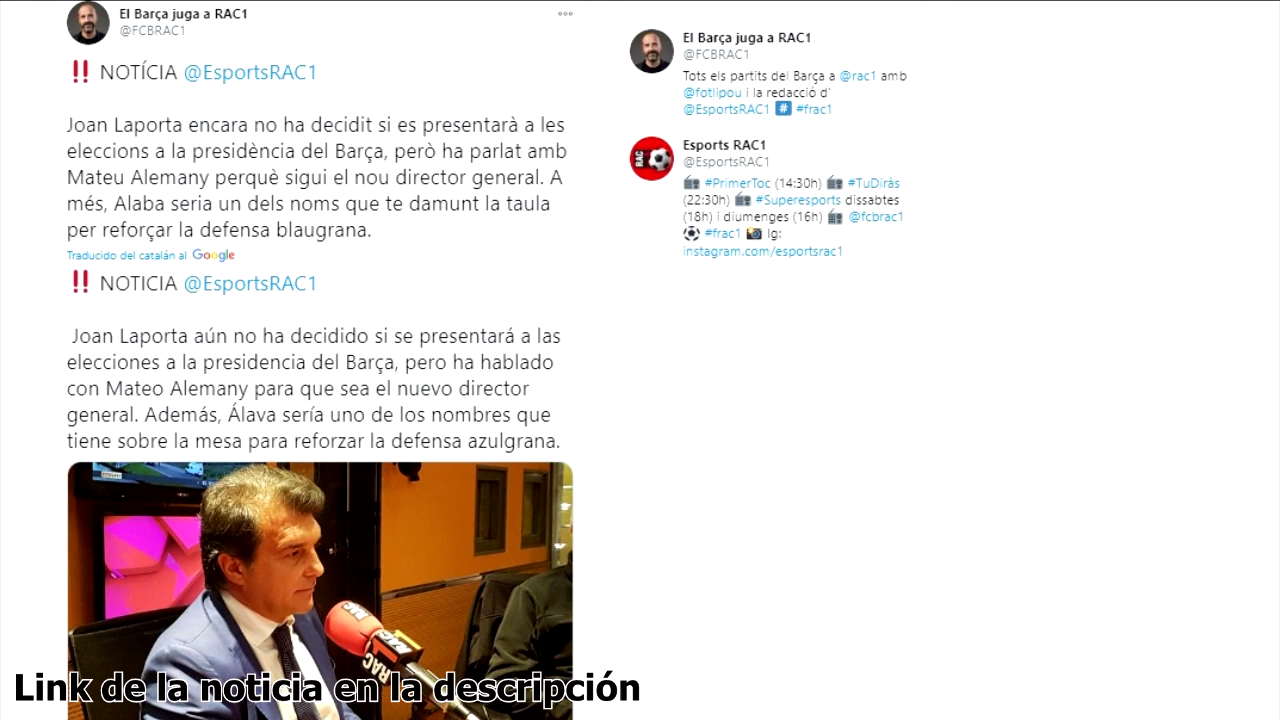 El Barça juga a RAC1
@FCBRAC1
‼ NOTÍCIA @EsportsRAC1
Joan Laporta encara no ha decidit si es presentarà a les
eleccions a la presidència del Barça, però ha parlat amb
Mateu Alemany perquè sigui el nou director general. A
més, Alaba seria un dels noms que te damunt la taula
per reforçar la defensa blaugrana.
Traducido del catalán al Google
‼ NOTICIA @EsportsRAC1
Joan Laporta aún no ha decidido si se presentará a las
elecciones a la presidencia del Barça, pero ha hablado
con Mateo Alemany para que sea el nuevo director
general. Además, Álava sería uno de los nombres que
tiene sobre la mesa para reforzar la defensa azulgrana.
RAC
Link de la noticia en la descripción
El Barça juga a RAC1
@FCBRAC1
Tots els partits del Barça a @rac1 amb
@fotlipou i la redacció d'
@EsportsRAC1 #️⃣ #frac1
RAC
Esports RAC1
@EsportsRAC1
📻 #PrimerToc (14:30h) 📻 #TuDiràs
(22:30h) 📻 #Superesports dissabtes
(18h) i diumenges (16h) 📻 @fcbrac1
⚽ #frac1 📸 Ig:
instagram.com/esportsrac1